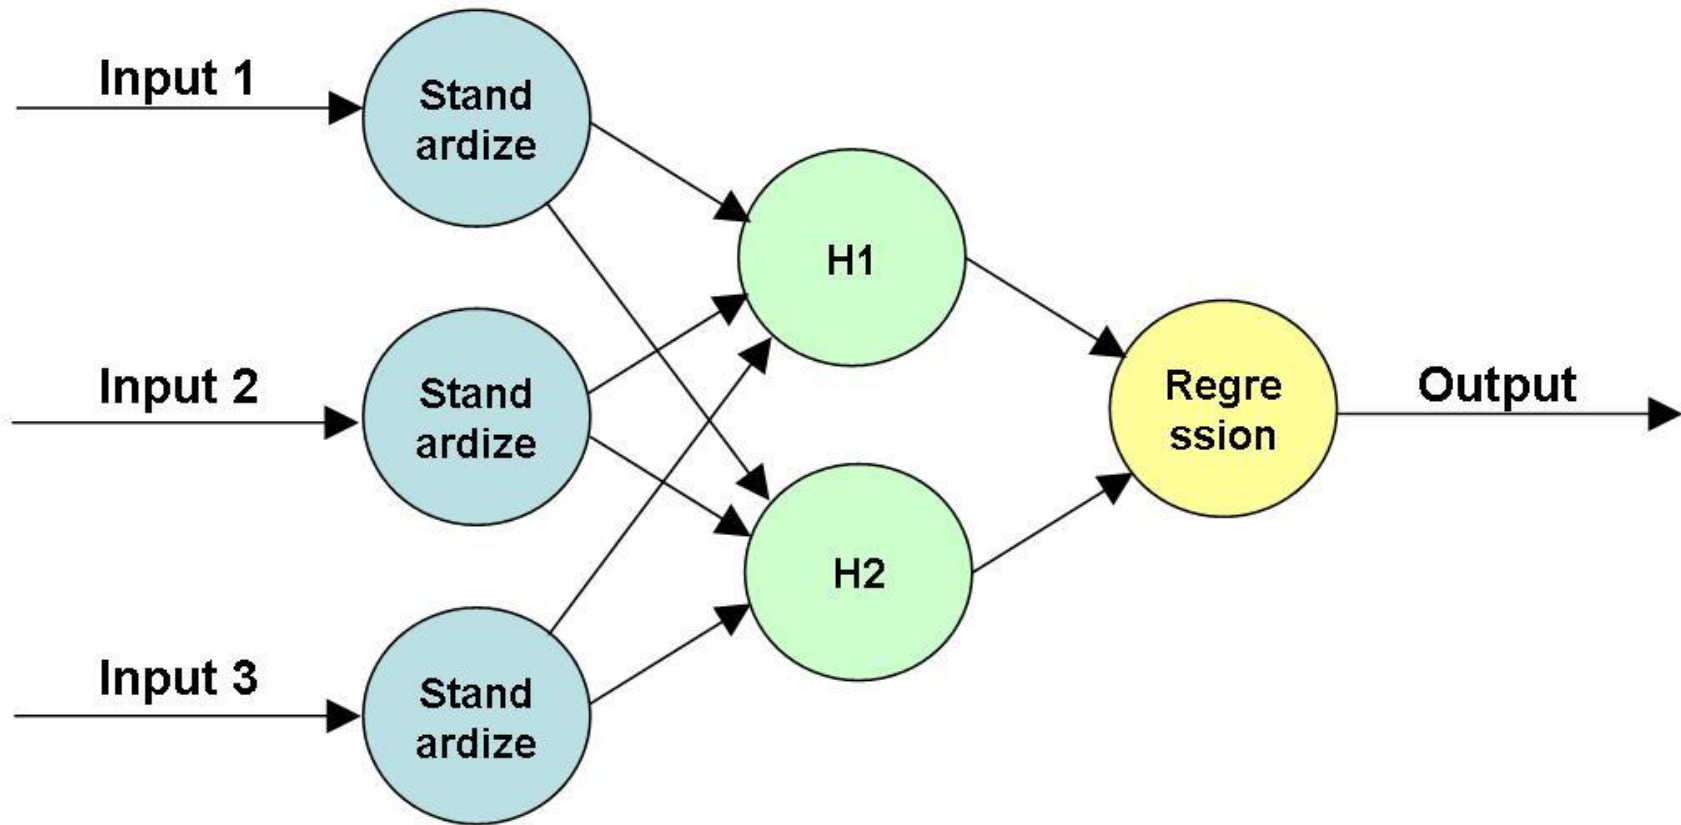 Input 1
Stand
ardize
Input 2
Stand
ardize
Input 3
Stand
ardize
H1
H2
Regre
ssion
Output